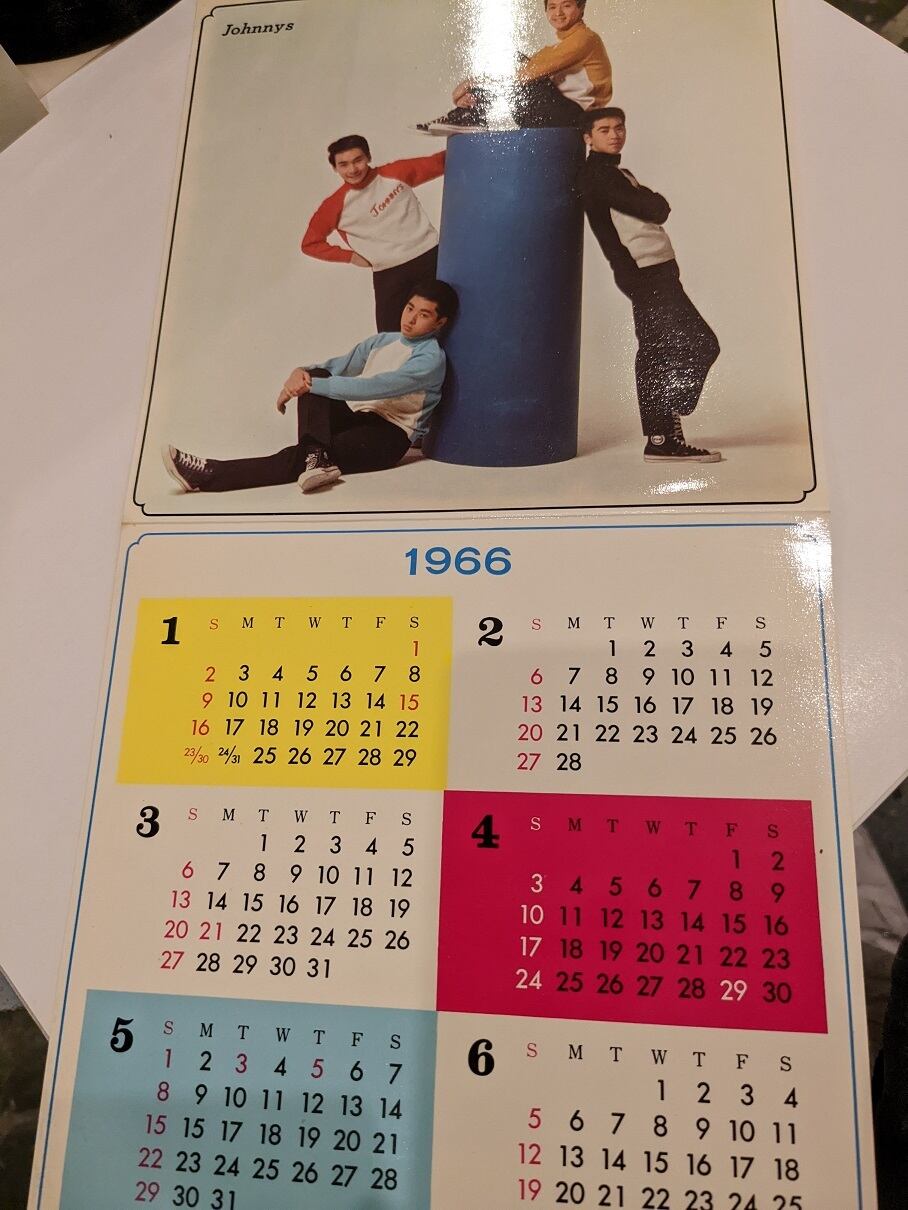 Johnnys
Johnnys
1966
1
S M T W T F S
1
2 3 4 5 6 7 8
9 10 11 12 13 14 15
16 17 18 19 20 21 22
23/30 24/31 25 26 27 28 29
2
S M T W T F S
1 2 3 4 5
6 7 8 9 10 11 12
13 14 15 16 17 18 19
20 21 22 23 24 25 26
27 28
3
S M T W T F S
1 2 3 4 5
6 7 8 9 10 11 12
13 14 15 16 17 18 19
20 21 22 23 24 25 26
27 28 29 30 31
4
S M T W T F S
1 2
3 4 5 6 7 8 9
10 11 12 13 14 15 16
17 18 19 20 21 22 23
24 25 26 27 28 29 30
5
S M T W T F S
1 2 3 4 5 6 7
8 9 10 11 12 13 14
15 15 17 18 19 20 21
22 23 24 25 26 27 28
29 30 31
6
S M T W T F S
1 2 3 4
5 6 7 8 9 10 11
12 13 14 15 16 17 18
19 20 21 22 23 24 25